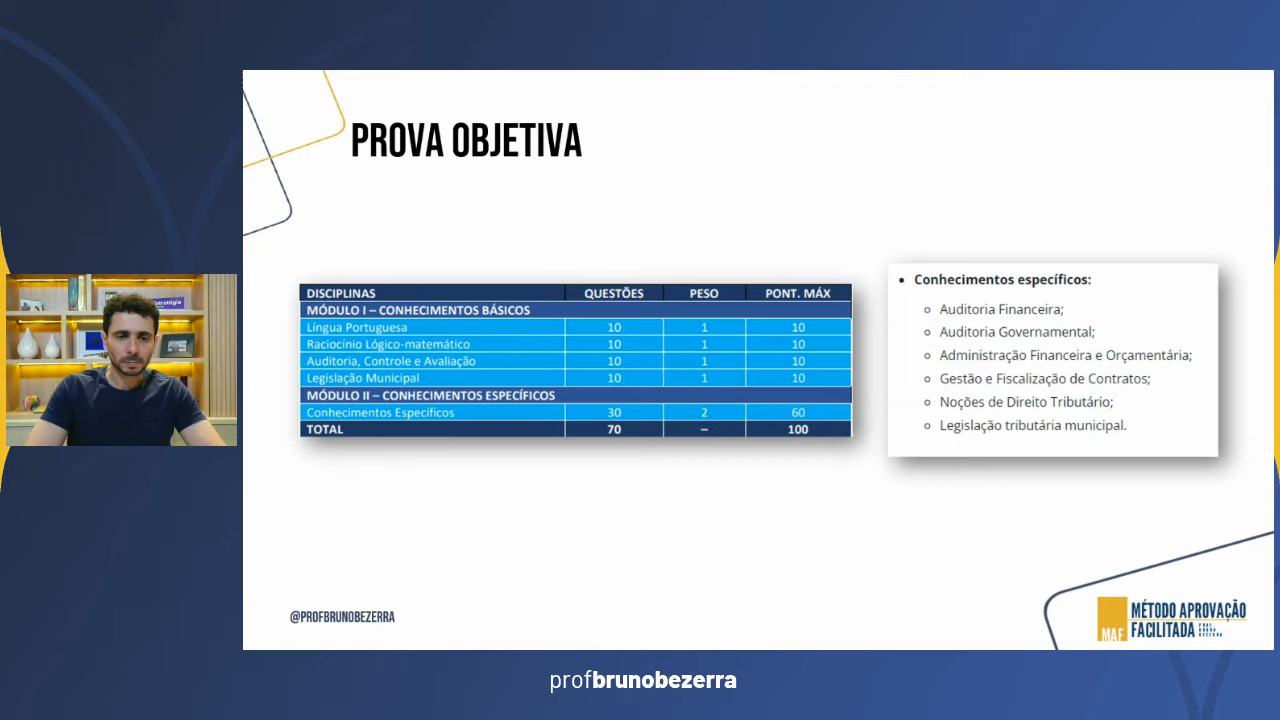 PROVA OBJETIVA
DISCIPLINAS QUESTÕES PESO PONT. MÁX
MÓDULO I – CONHECIMENTOS BÁSICOS
Língua Portuguesa 10 1 10
Raciocínio Lógico-matemático 10 1 10
Auditoria, Controle e Avaliação 10 1 10
Legislação Municipal 10 1 10
MÓDULO II – CONHECIMENTOS ESPECÍFICOS
Conhecimentos Específicos 30 2 60
TOTAL 70 – 100
• Conhecimentos específicos:
○ Auditoria Financeira;
○ Auditoria Governamental;
○ Administração Financeira e Orçamentária;
○ Gestão e Fiscalização de Contratos;
○ Noções de Direito Tributário;
○ Legislação tributária municipal.
@PROFBRUNOBEZERRA
MAF
MÉTODO APROVAÇÃO
FACILITADA PROF. BRUNO BEZERRA
profbrunobezerra